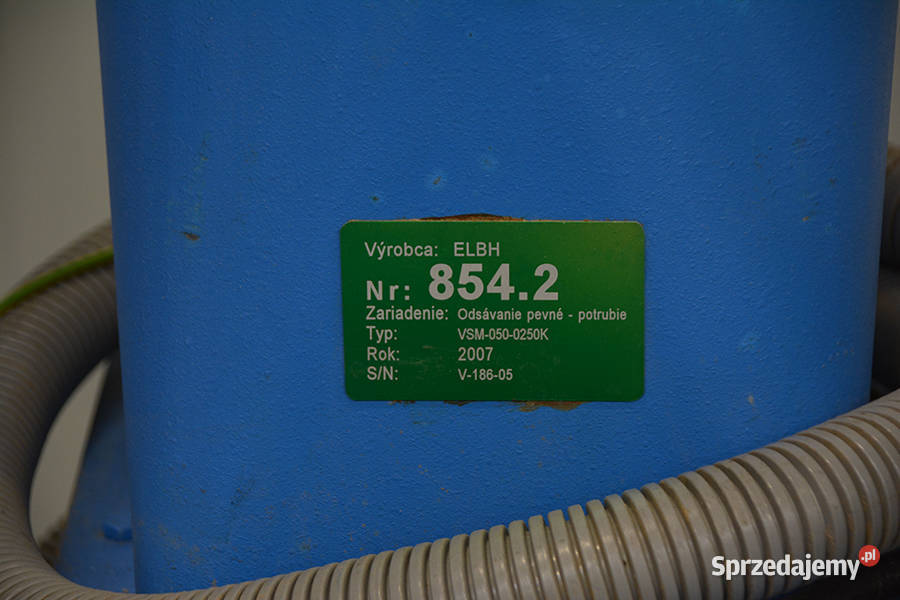 Výrobca: ELBH
Nr: 854.2
Zariadenie: Odsávanie pevné - potrubie
Typ: VSM-050-0250K
Rok: 2007
S/N: V-186-05
Sprzedajemy.pl